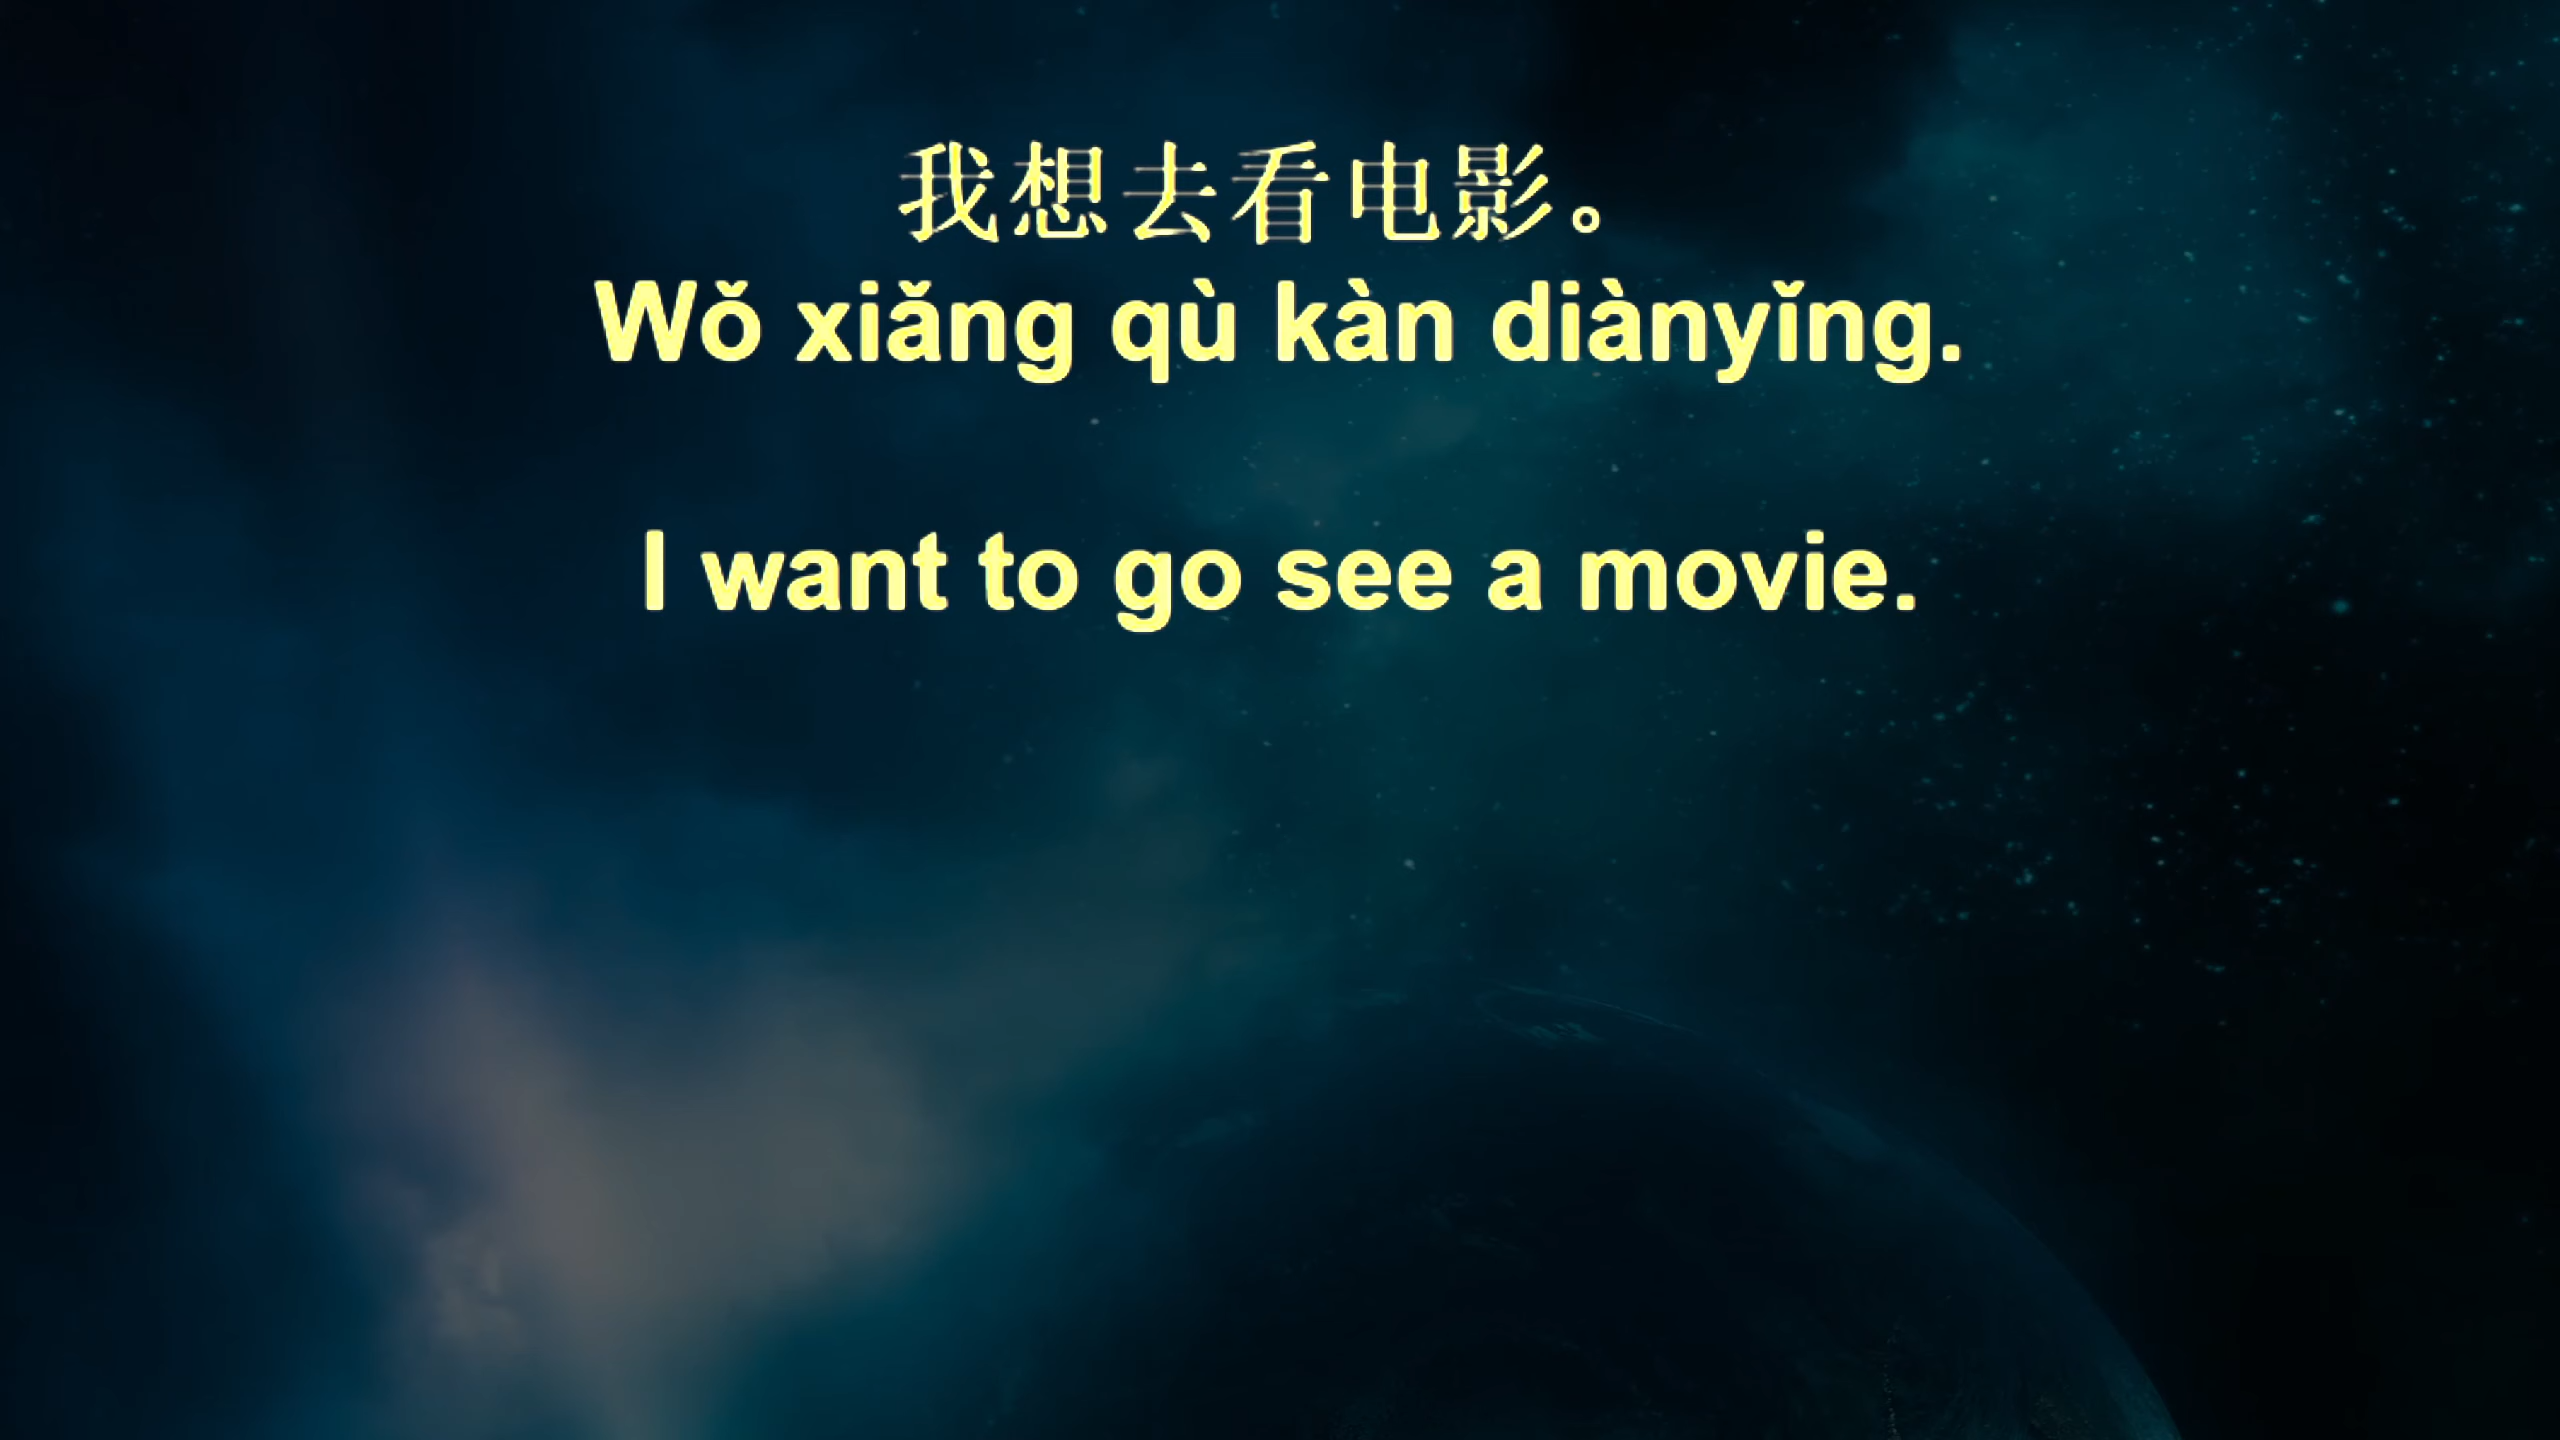 我想去看电影。
Wǒ xiǎng qù kàn diànyǐng.
I want to go see a movie.